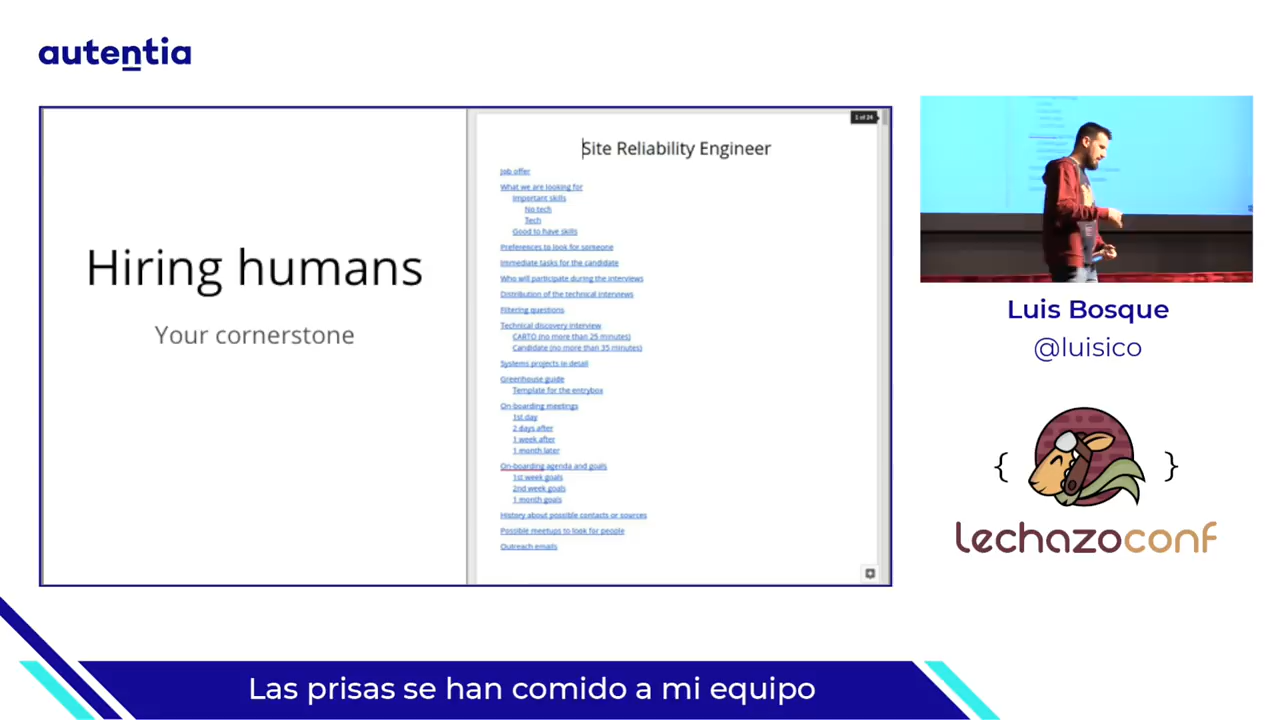 autentia
Hiring humans
Your cornerstone
1 of 24
Site Reliability Engineer
Job offer
What we are looking for
Important skills
No tech
Tech
Good to have skills
Preferences to look for someone
Immediate tasks for the candidate
Who will participate during the interviews
Distribution of the technical interviews
Filtering questions
Technical discovery interview
CARTO (no more than 25 minutes)
Candidate (no more than 35 minutes)
Systems projects in detail
Greenhouse guide
Template for the entrybox
On-boarding meetings
1st day
2 days after
1 week after
1 month later
On-boarding agenda and goals
1st week goals
2nd week goals
1 month goals
History about possible contacts or sources
Possible meetups to look for people
Outreach emails
Luis Bosque
@luisico
{ }
Lechazoconf
Las prisas se han comido a mi equipo